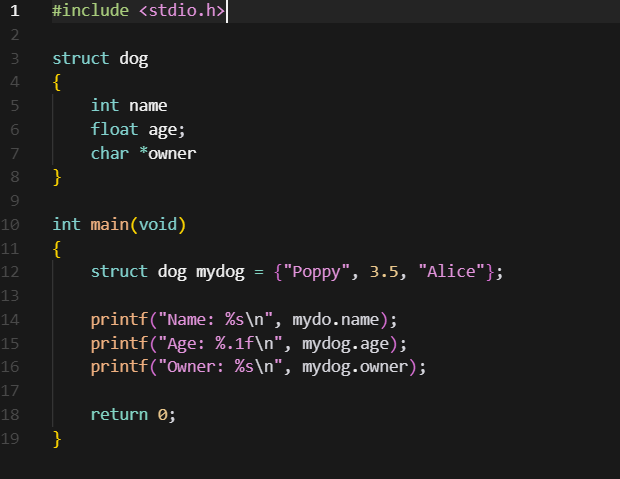 1 #include <stdio.h>
2
3 struct dog
4 {
5     int name
6     float age;
7     char *owner
8 }
9
10 int main(void)
11 {
12     struct dog mydog = {"Poppy", 3.5, "Alice"};
13
14     printf("Name: %s\n", mydo.name);
15     printf("Age: %.1f\n", mydog.age);
16     printf("Owner: %s\n", mydog.owner);
17
18     return 0;
19 }